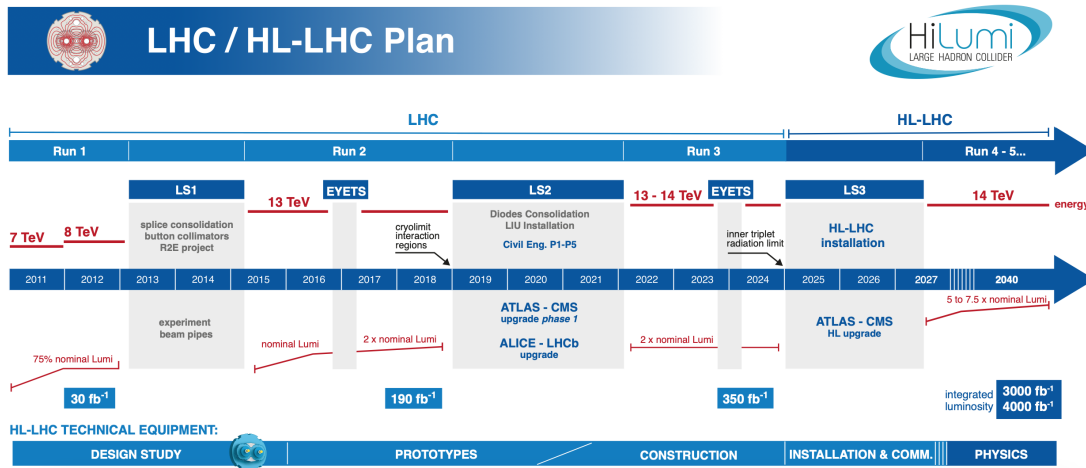 LHC / HL-LHC Plan
HiLumi
LARGE HADRON COLLIDER
LHC
HL-LHC
Run 1
Run 2
Run 3
Run 4 - 5...
LS1
EYETS
LS2
EYETS
LS3
13 TeV
13 - 14 TeV
14 TeV
energy
7 TeV
8 TeV
splice consolidation
button collimators
R2E project
cryolimit
interaction
regions
Diodes Consolidation
LIU Installation
Civil Eng. P1-P5
inner triplet
radiation limit
HL-LHC
installation
2011
2012
2013
2014
2015
2016
2017
2018
2019
2020
2021
2022
2023
2024
2025
2026
2027
2040
75% nominal Lumi
experiment
beam pipes
nominal Lumi
2 x nominal Lumi
ATLAS - CMS
upgrade phase 1
ALICE - LHCb
upgrade
2 x nominal Lumi
ATLAS - CMS
HL upgrade
5 to 7.5 x nominal Lumi
30 fb⁻¹
190 fb⁻¹
350 fb⁻¹
integrated
luminosity
3000 fb⁻¹
4000 fb⁻¹
HL-LHC TECHNICAL EQUIPMENT:
DESIGN STUDY
PROTOTYPES
CONSTRUCTION
INSTALLATION & COMM.
PHYSICS